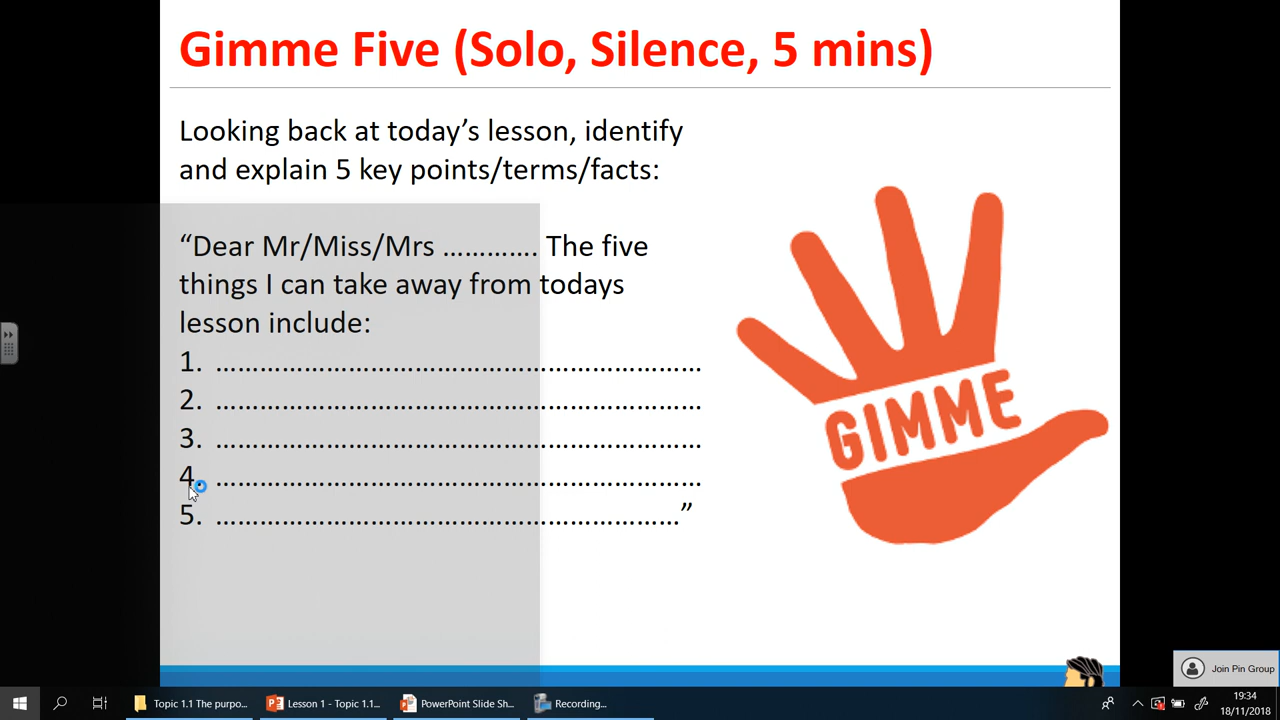 Gimme Five (Solo, Silence, 5 mins)
Looking back at today’s lesson, identify
and explain 5 key points/terms/facts:
“Dear Mr/Miss/Mrs …………. The five
things I can take away from todays
lesson include:
1. …………………………………………………………
2. …………………………………………………………
3. …………………………………………………………
4. …………………………………………………………
5. ………………………………………………………”
GIMME
Join Pin Group
Topic 1.1 The purpo...
Lesson 1 - Topic 1.1...
PowerPoint Slide Sh...
Recording...
19:34
18/11/2018